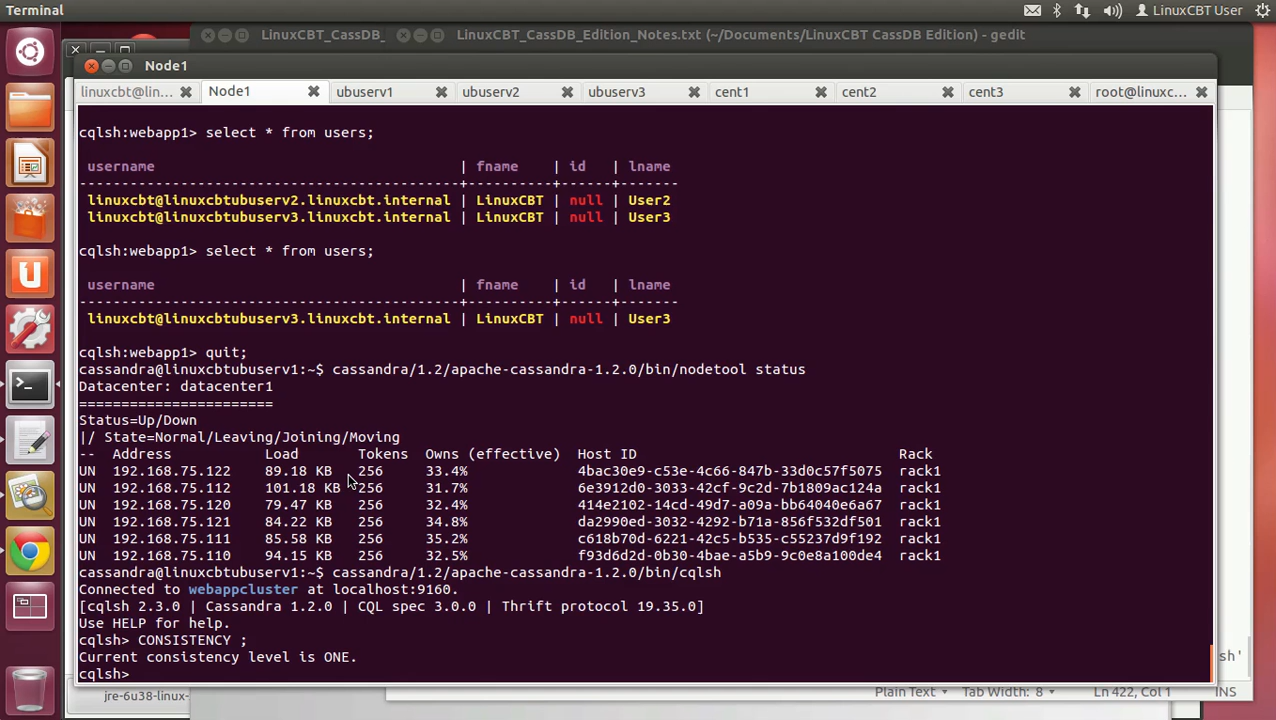 Terminal
LinuxCBT User
LinuxCBT_CassDB_
LinuxCBT_CassDB_Edition_Notes.txt (~/Documents/LinuxCBT CassDB Edition) - gedit
Node1
linuxcbt@lin...
Node1
ubuserv1
ubuserv2
ubuserv3
cent1
cent2
cent3
root@linuxc...
cqlsh:webapp1> select * from users;
username | fname | id | lname
-----------------------------------------------+---------+------+-------
linuxcbt@linuxcbtubuserv2.linuxcbt.internal | LinuxCBT | null | User2
linuxcbt@linuxcbtubuserv3.linuxcbt.internal | LinuxCBT | null | User3
cqlsh:webapp1> select * from users;
username | fname | id | lname
-----------------------------------------------+---------+------+-------
linuxcbt@linuxcbtubuserv3.linuxcbt.internal | LinuxCBT | null | User3
cqlsh:webapp1> quit;
cassandra@linuxcbtubuserv1:~$ cassandra/1.2/apache-cassandra-1.2.0/bin/nodetool status
Datacenter: datacenter1
=======================
Status=Up/Down
|/ State=Normal/Leaving/Joining/Moving
-- Address Load Tokens Owns (effective) Host ID Rack
UN 192.168.75.122 89.18 KB 256 33.4% 4bac30e9-c53e-4c66-847b-33d0c57f5075 rack1
UN 192.168.75.112 101.18 KB 256 31.7% 6e3912d0-3033-42cf-9c2d-7b1809ac124a rack1
UN 192.168.75.120 79.47 KB 256 32.4% 414e2102-14cd-49d7-a09a-bb64040e6a67 rack1
UN 192.168.75.121 84.22 KB 256 34.8% da2990ed-3032-4292-b71a-856f532df501 rack1
UN 192.168.75.111 85.58 KB 256 35.2% c618b70d-6221-42c5-b535-c55237d9f192 rack1
UN 192.168.75.110 94.15 KB 256 32.5% f93d6d2d-0b30-4bae-a5b9-9c0e8a100de4 rack1
cassandra@linuxcbtubuserv1:~$ cassandra/1.2/apache-cassandra-1.2.0/bin/cqlsh
Connected to webappcluster at localhost:9160.
[cqlsh 2.3.0 | Cassandra 1.2.0 | CQL spec 3.0.0 | Thrift protocol 19.35.0]
Use HELP for help.
cqlsh> CONSISTENCY ;
Current consistency level is ONE.
cqlsh>
sh'
jre-6u38-linux-
Plain Text
Tab Width: 8
Ln 422, Col 1
INS